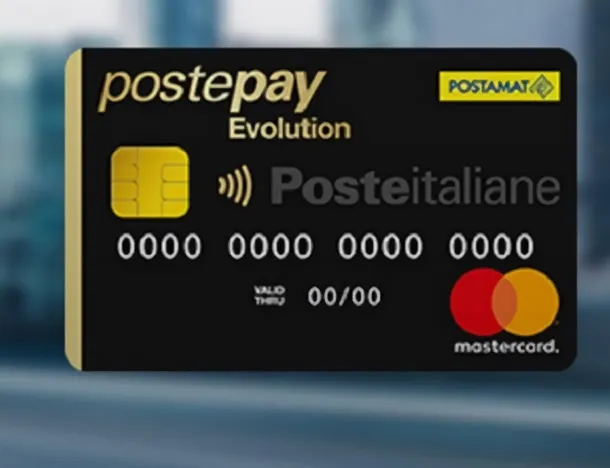 postepay
POSTAMAT
Evolution
Posteitaliane
0000 0000 0000 0000
VALID
THRU
00/00
mastercard.